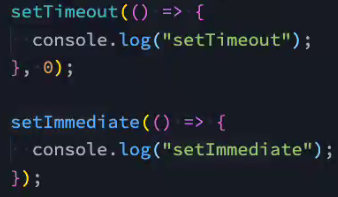 setTimeout(() => {
  console.log("setTimeout");
}, 0);

setImmediate(() => {
  console.log("setImmediate");
});